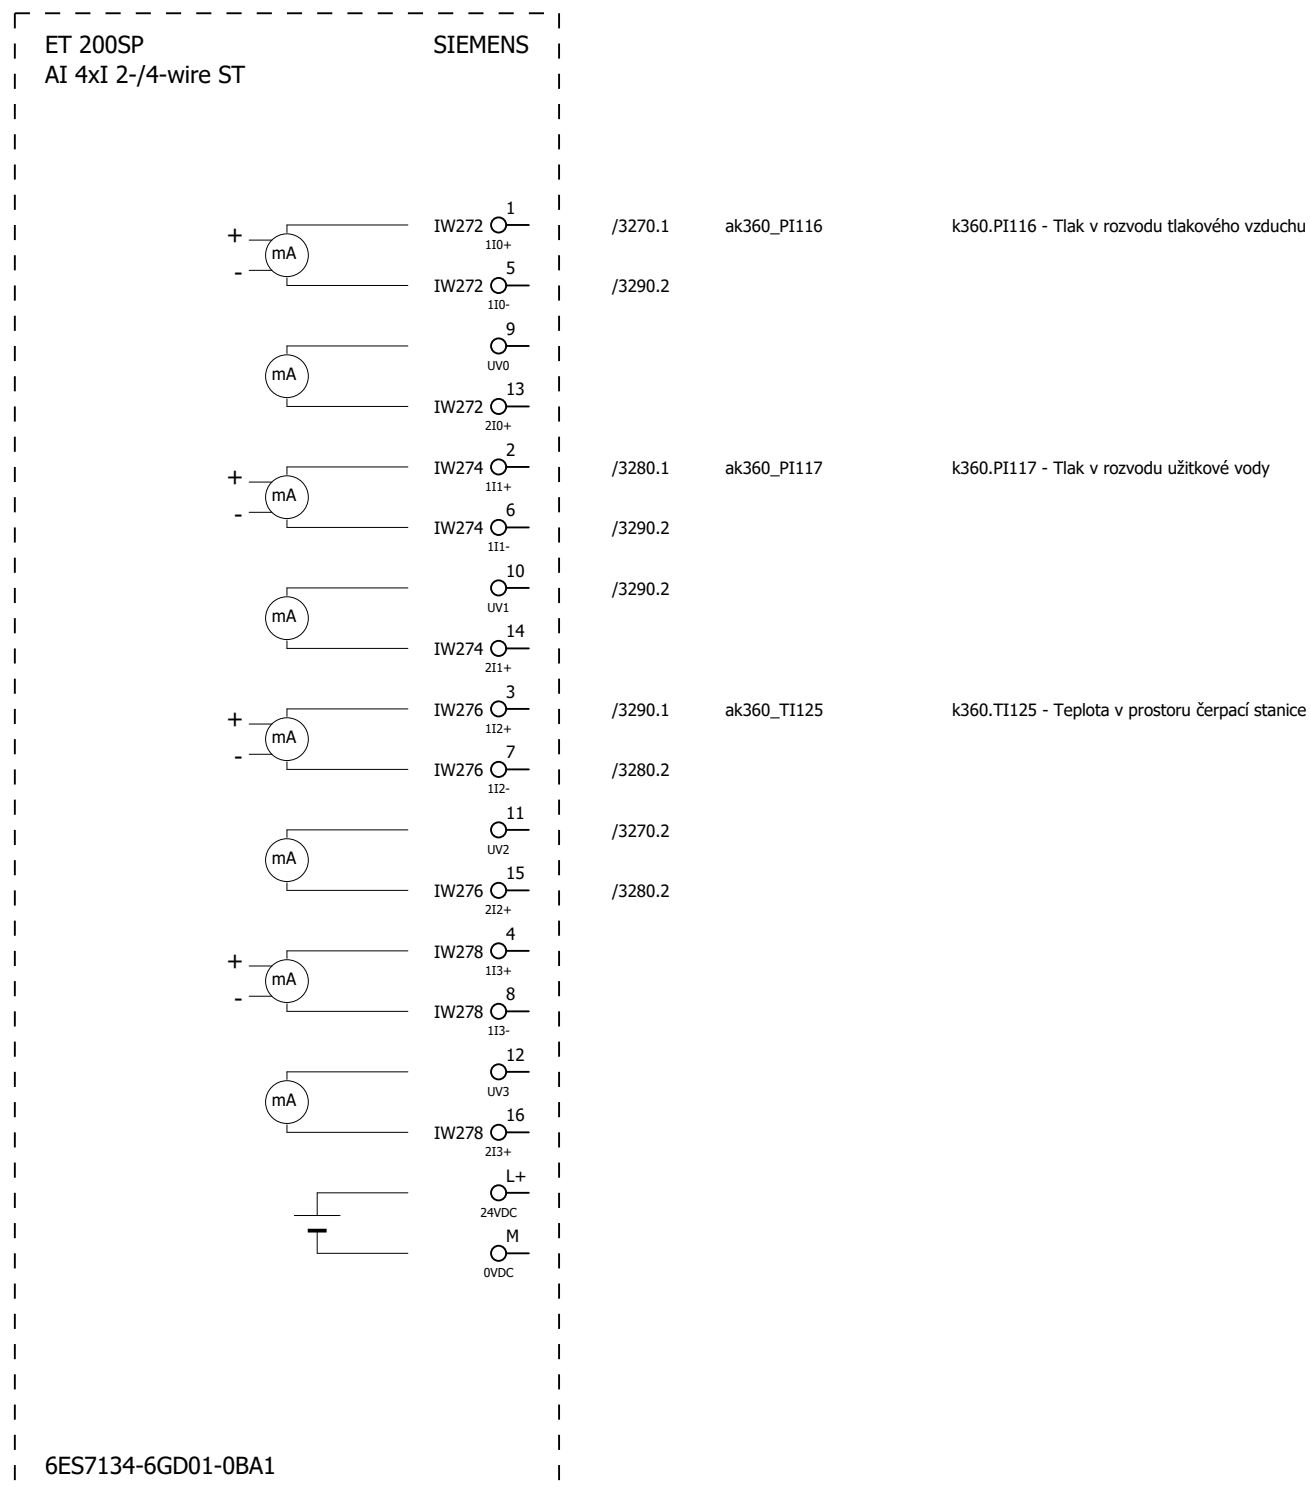 ET 200SP SIEMENS
AI 4xI 2-/4-wire ST
1
+ mA IW272 /3270.1 ak360_PI116 k360.PI116 - Tlak v rozvodu tlakového vzduchu
1I0+
5
- IW272 /3290.2
1I0-
9
UV0
mA
13
IW272
2I0+
2
+ mA IW274 /3280.1 ak360_PI117 k360.PI117 - Tlak v rozvodu užitkové vody
1I1+
6
- IW274 /3290.2
1I1-
10
/3290.2
UV1
mA
14
IW274
2I1+
3
+ mA IW276 /3290.1 ak360_TI125 k360.TI125 - Teplota v prostoru čerpací stanice
1I2+
7
- IW276 /3280.2
1I2-
11
/3270.2
UV2
mA
15
IW276 /3280.2
2I2+
4
+ mA IW278
1I3+
8
- IW278
1I3-
12
UV3
mA
16
IW278
2I3+
L+
24VDC
M
0VDC
6ES7134-6GD01-0BA1